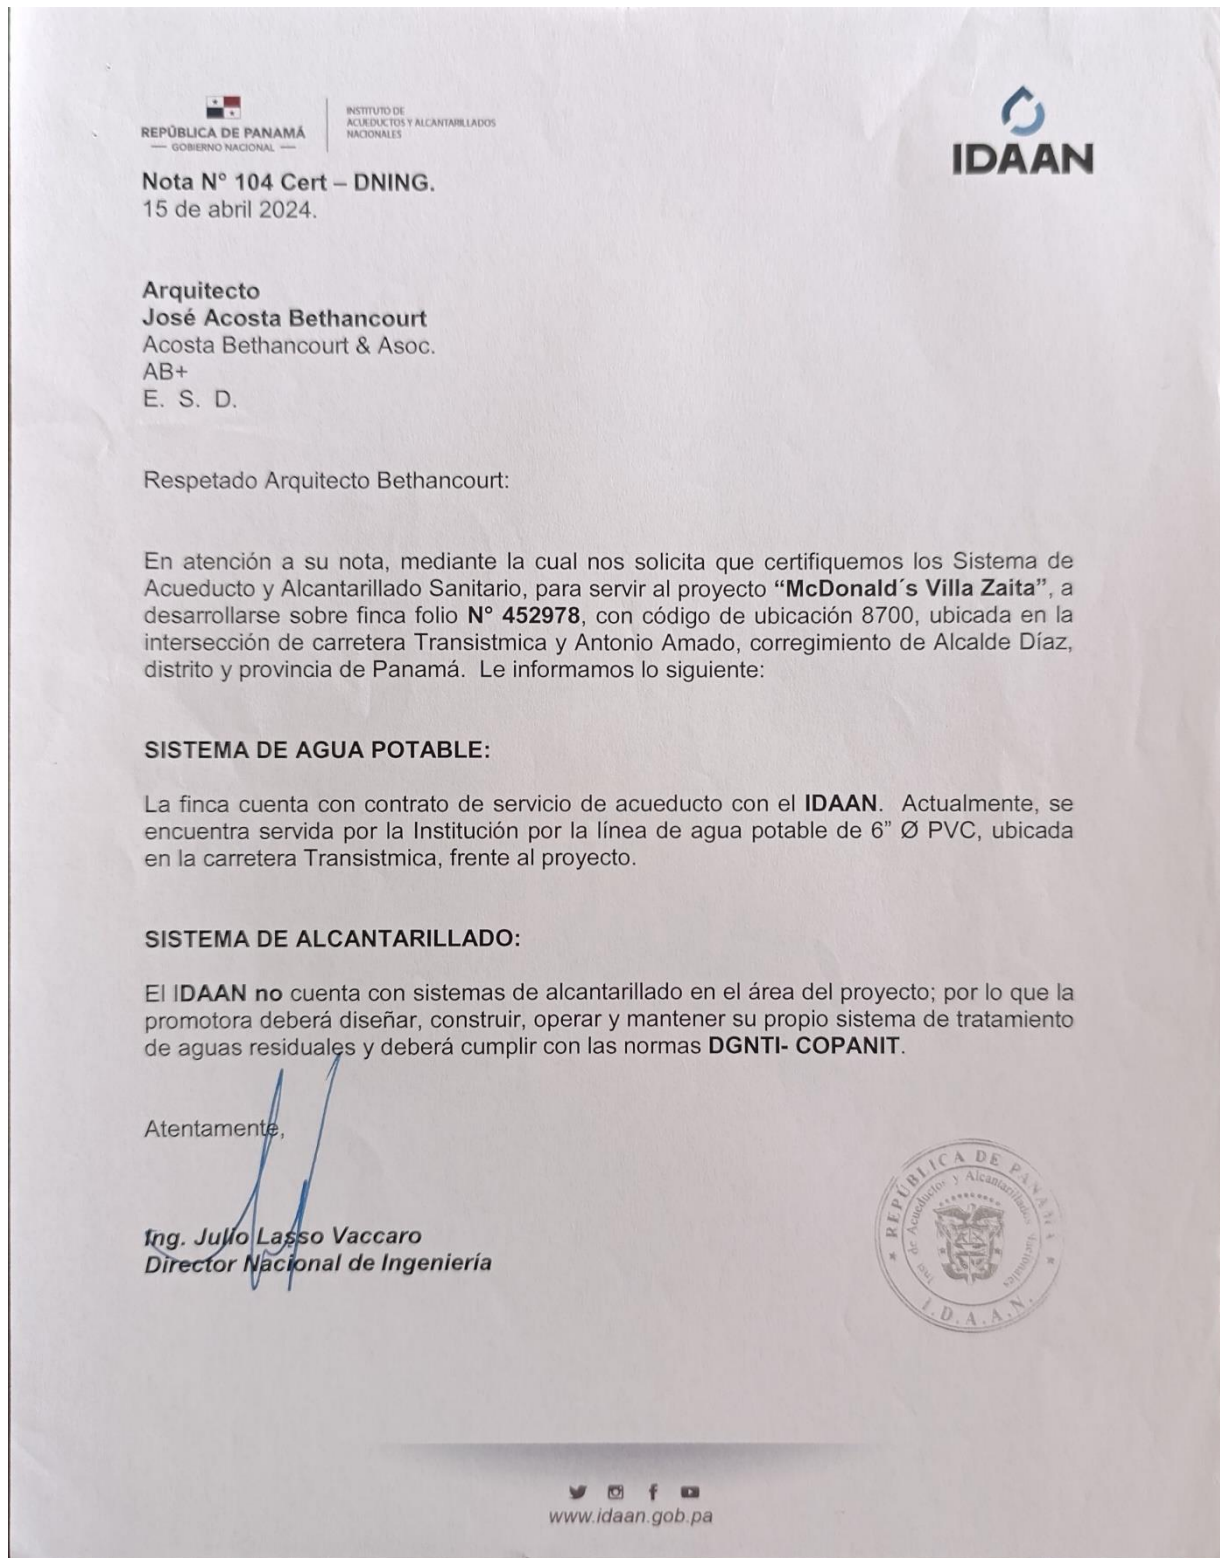 REPÚBLICA DE PANAMÁ
— GOBIERNO NACIONAL —
INSTITUTO DE
ACUEDUCTOS Y ALCANTARILLADOS
NACIONALES
IDAAN
Nota N° 104 Cert – DNING.
15 de abril 2024.
Arquitecto
José Acosta Bethancourt
Acosta Bethancourt & Asoc.
AB+
E. S. D.
Respetado Arquitecto Bethancourt:
En atención a su nota, mediante la cual nos solicita que certifiquemos los Sistema de
Acueducto y Alcantarillado Sanitario, para servir al proyecto “McDonald´s Villa Zaita”, a
desarrollarse sobre finca folio N° 452978, con código de ubicación 8700, ubicada en la
intersección de carretera Transistmica y Antonio Amado, corregimiento de Alcalde Díaz,
distrito y provincia de Panamá. Le informamos lo siguiente:
SISTEMA DE AGUA POTABLE:
La finca cuenta con contrato de servicio de acueducto con el IDAAN. Actualmente, se
encuentra servida por la Institución por la línea de agua potable de 6” Ø PVC, ubicada
en la carretera Transistmica, frente al proyecto.
SISTEMA DE ALCANTARILLADO:
El IDAAN no cuenta con sistemas de alcantarillado en el área del proyecto; por lo que la
promotora deberá diseñar, construir, operar y mantener su propio sistema de tratamiento
de aguas residuales y deberá cumplir con las normas DGNTI- COPANIT.
Atentamente,
Ing. Julio Lasso Vaccaro
Director Nacional de Ingeniería
REPÚBLICA DE PANAMÁ
Inst de Acueductos y Alcantarillados Nacionales
I.D.A.A.N.
www.idaan.gob.pa